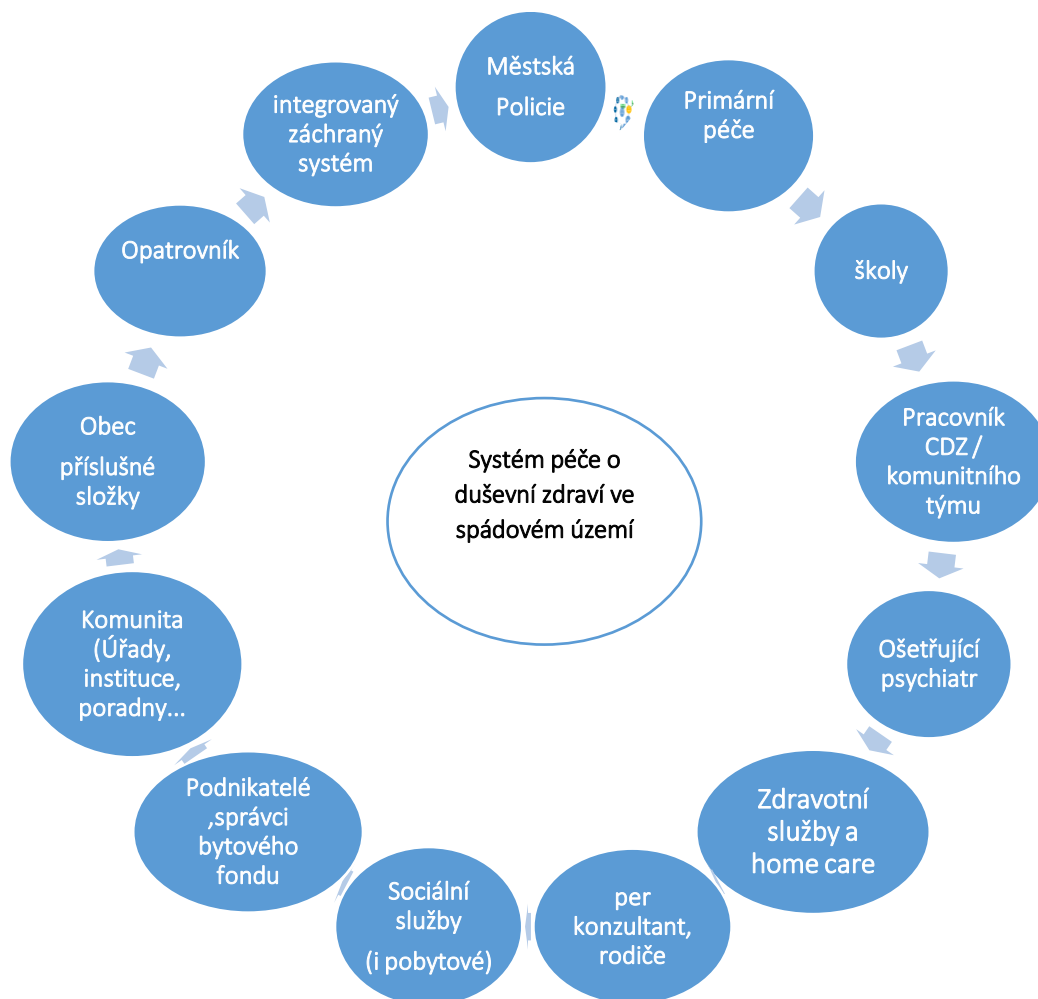 Městská
Policie
Primární
péče
školy
Pracovník
CDZ /
komunitního
týmu
Ošetřující
psychiatr
Zdravotní
služby a
home care
per
konzultant,
rodiče
Sociální
služby
(i pobytové)
Podnikatelé
,správci
bytového
fondu
Komunita
(Úřady,
instituce,
poradny...
Obec
příslušné
složky
Opatrovník
integrovaný
záchraný
systém
Systém péče o
duševní zdraví ve
spádovém území